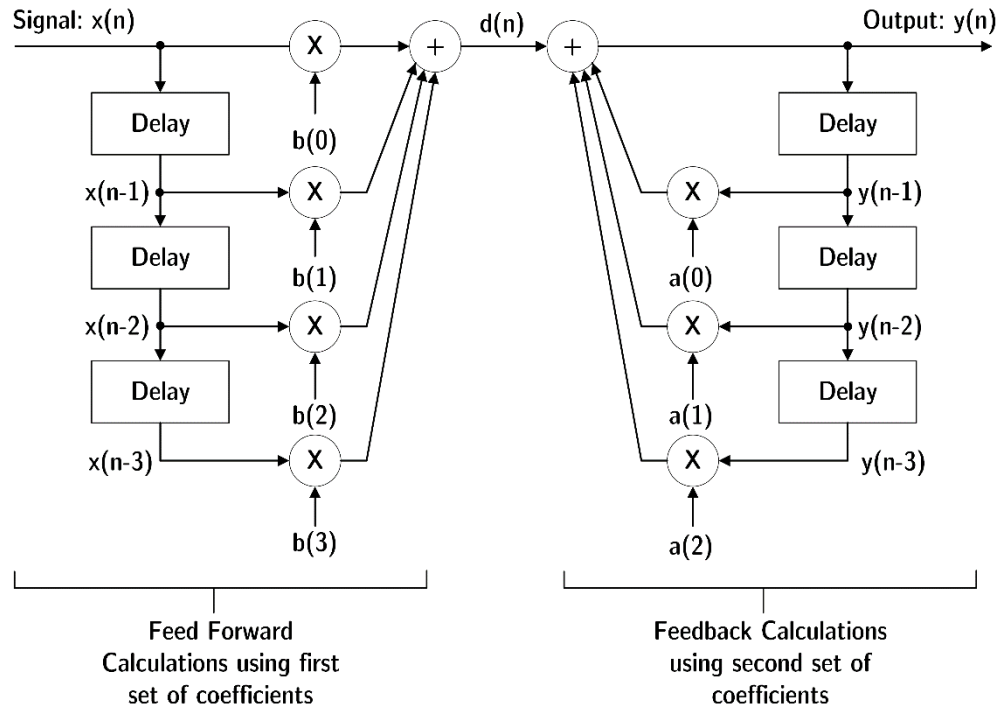 Signal: x(n)
d(n)
Output: y(n)
X
+
+
Delay
b(0)
Delay
x(n-1)
X
X
y(n-1)
Delay
b(1)
a(0)
Delay
x(n-2)
X
X
y(n-2)
Delay
b(2)
a(1)
Delay
x(n-3)
X
X
y(n-3)
b(3)
a(2)
Feed Forward
Calculations using first
set of coefficients
Feedback Calculations
using second set of
coefficients